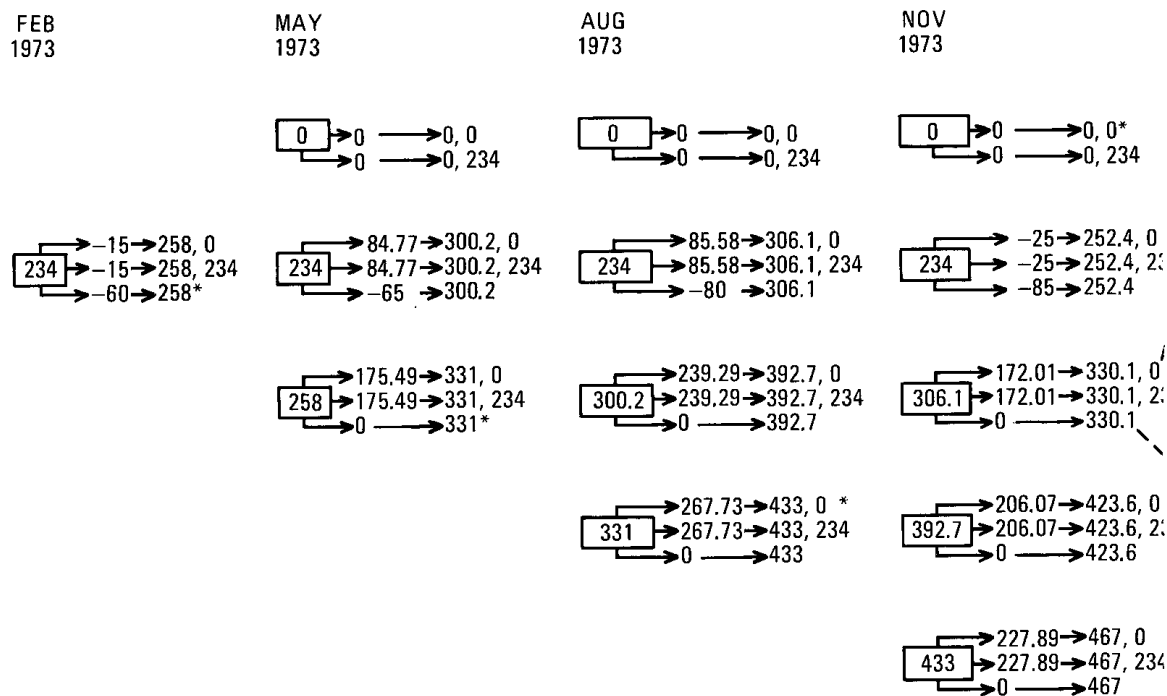 FEB MAY AUG NOV
1973 1973 1973 1973
0 0 0, 0 0 0 0, 0 0 0 0, 0*
0 0, 234 0 0, 234 0 0, 234
−15 258, 0 84.77 300.2, 0 85.58 306.1, 0 −25 252.4, 0
234 −15 258, 234 234 84.77 300.2, 234 234 85.58 306.1, 234 234 −25 252.4, 23
−60 258* −65 300.2 −80 306.1 −85 252.4
175.49 331, 0 239.29 392.7, 0 172.01 330.1, 0
258 175.49 331, 234 300.2 239.29 392.7, 234 306.1 172.01 330.1, 23
0 331* 0 392.7 0 330.1
267.73 433, 0 * 206.07 423.6, 0
331 267.73 433, 234 392.7 206.07 423.6, 23
0 433 0 423.6
227.89 467, 0
433 227.89 467, 234
0 467